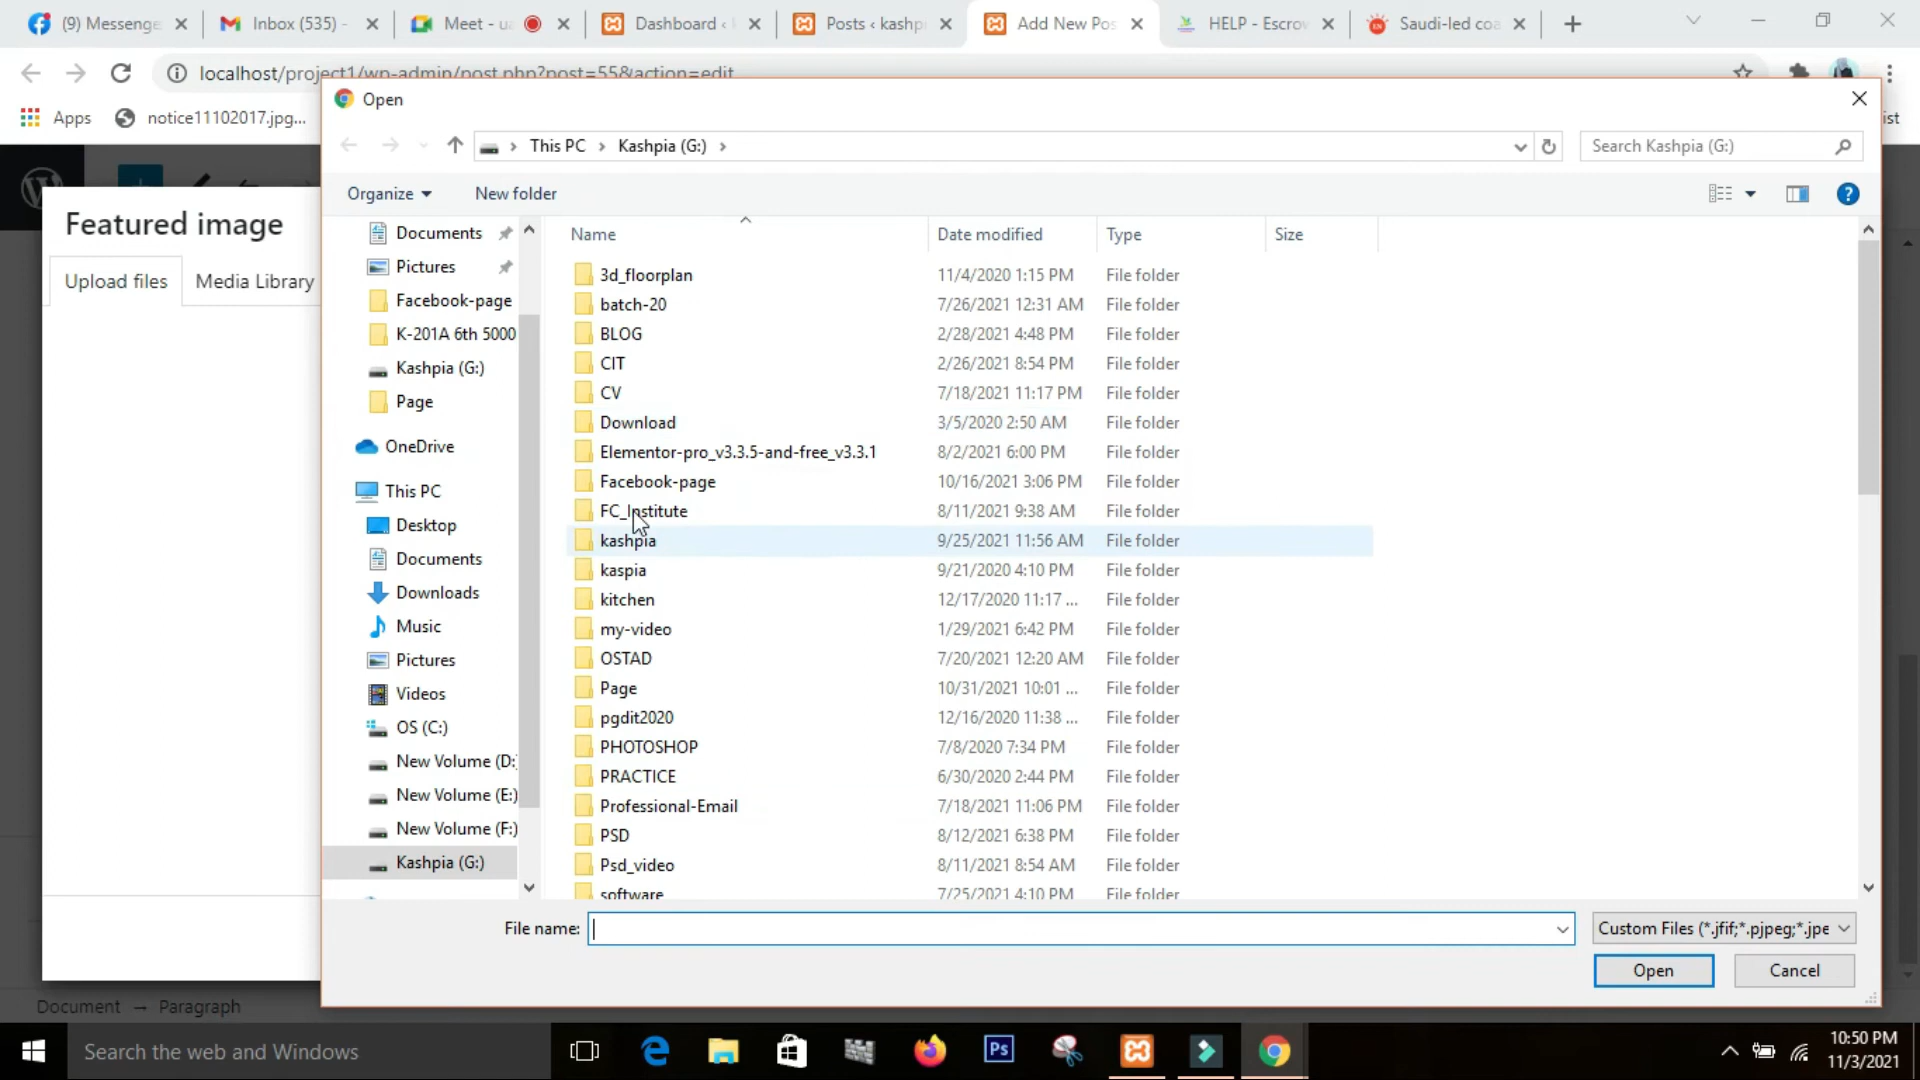 (9) Messenge
Inbox (535) -
Meet - ua
Dashboard ‹ k
Posts ‹ kashpi
Add New Pos
HELP - Escrow
Saudi-led coa
localhost/project1/wp-admin/post.php?post=55&action=edit
Apps
notice11102017.jpg...
ist
Open
This PC
Kashpia (G:)
Search Kashpia (G:)
Organize
New folder
Featured image
Upload files
Media Library
Documents
Pictures
Facebook-page
K-201A 6th 5000
Kashpia (G:)
Page
OneDrive
This PC
Desktop
Documents
Downloads
Music
Pictures
Videos
OS (C:)
New Volume (D:
New Volume (E:)
New Volume (F:)
Kashpia (G:)
Name Date modified Type Size
3d_floorplan 11/4/2020 1:15 PM File folder
batch-20 7/26/2021 12:31 AM File folder
BLOG 2/28/2021 4:48 PM File folder
CIT 2/26/2021 8:54 PM File folder
CV 7/18/2021 11:17 PM File folder
Download 3/5/2020 2:50 AM File folder
Elementor-pro_v3.3.5-and-free_v3.3.1 8/2/2021 6:00 PM File folder
Facebook-page 10/16/2021 3:06 PM File folder
FC_Institute 8/11/2021 9:38 AM File folder
kashpia 9/25/2021 11:56 AM File folder
kaspia 9/21/2020 4:10 PM File folder
kitchen 12/17/2020 11:17 ... File folder
my-video 1/29/2021 6:42 PM File folder
OSTAD 7/20/2021 12:20 AM File folder
Page 10/31/2021 10:01 ... File folder
pgdit2020 12/16/2020 11:38 ... File folder
PHOTOSHOP 7/8/2020 7:34 PM File folder
PRACTICE 6/30/2020 2:44 PM File folder
Professional-Email 7/18/2021 11:06 PM File folder
PSD 8/12/2021 6:38 PM File folder
Psd_video 8/11/2021 8:54 AM File folder
software 7/25/2021 4:10 PM File folder
File name:
Custom Files (*.jfif;*.pjpeg;*.jpe
Open
Cancel
Document → Paragraph
Search the web and Windows
Ps
10:50 PM
11/3/2021